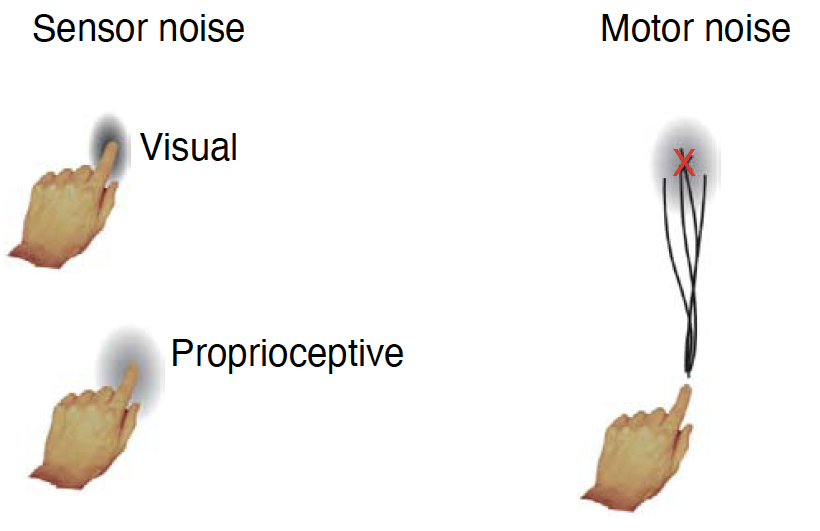 Sensor noise
Motor noise
Visual
X
Proprioceptive